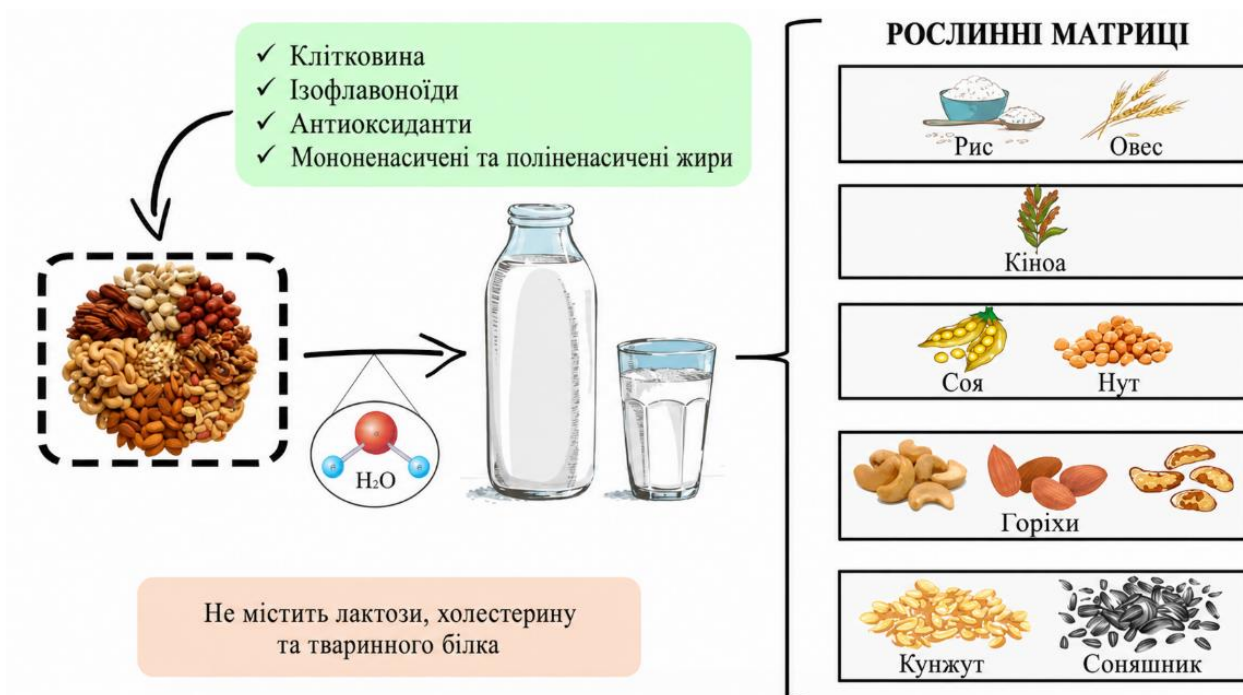 ✓ Клітковина
✓ Ізофлавоноїди
✓ Антиоксиданти
✓ Мононенасичені та поліненасичені жири
H₂O
Не містить лактози, холестерину
та тваринного білка
РОСЛИННІ МАТРИЦІ
Рис Овес
Кіноа
Соя Нут
Горіхи
Кунжут Соняшник